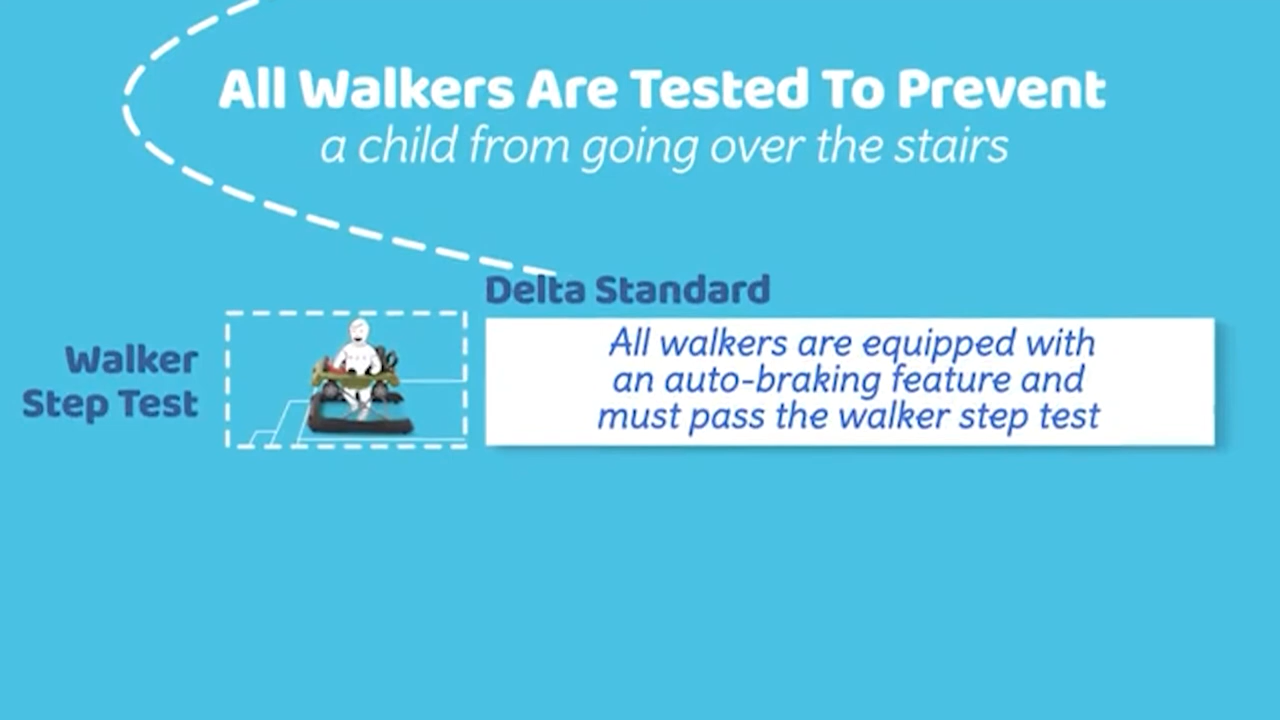 All Walkers Are Tested To Prevent
a child from going over the stairs
Delta Standard
Walker
Step Test
All walkers are equipped with
an auto-braking feature and
must pass the walker step test